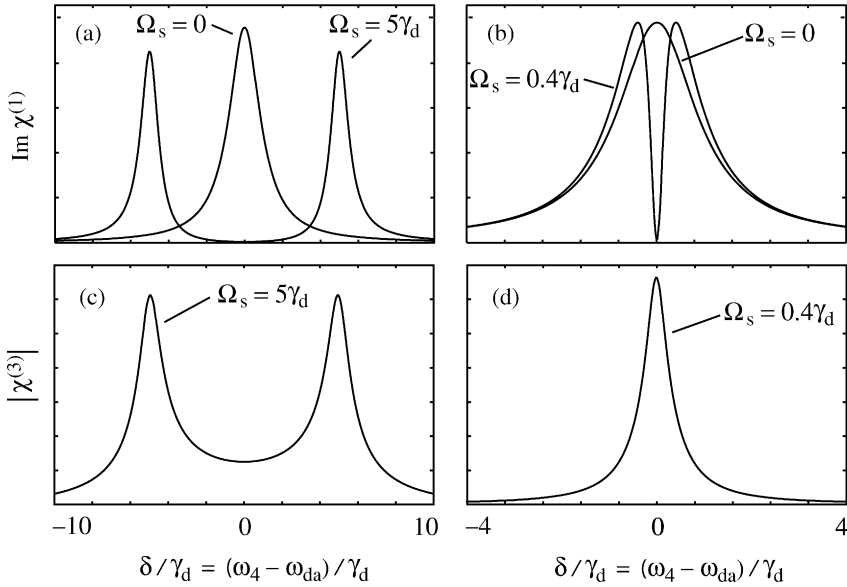 (a) Ωs = 0 Ωs = 5γd
(b) Ωs = 0
Ωs = 0.4γd
Im χ(1)
(c) Ωs = 5γd
(d) Ωs = 0.4γd
|χ(3)|
−10 0 10
−4 0 4
δ / γd = (ω4 − ωda) / γd
δ / γd = (ω4 − ωda) / γd